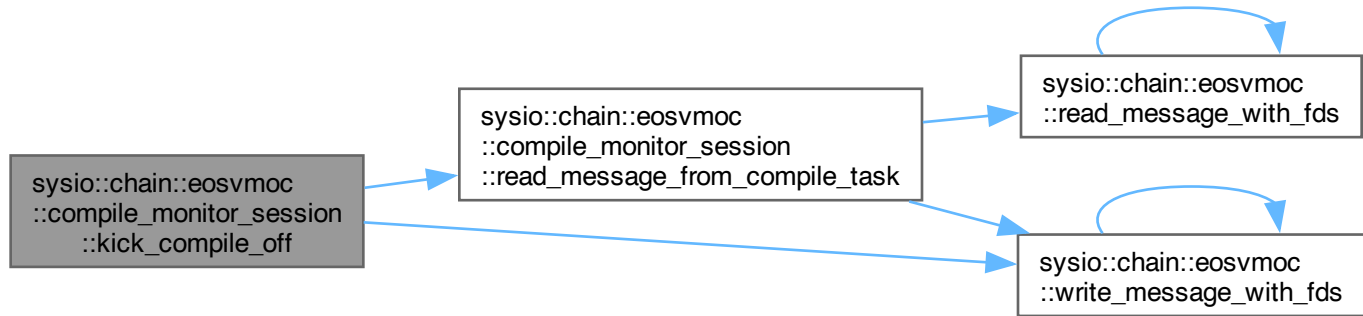 sysio::chain::eosvmoc
::compile_monitor_session
::kick_compile_off
sysio::chain::eosvmoc
::compile_monitor_session
::read_message_from_compile_task
sysio::chain::eosvmoc
::read_message_with_fds
sysio::chain::eosvmoc
::write_message_with_fds